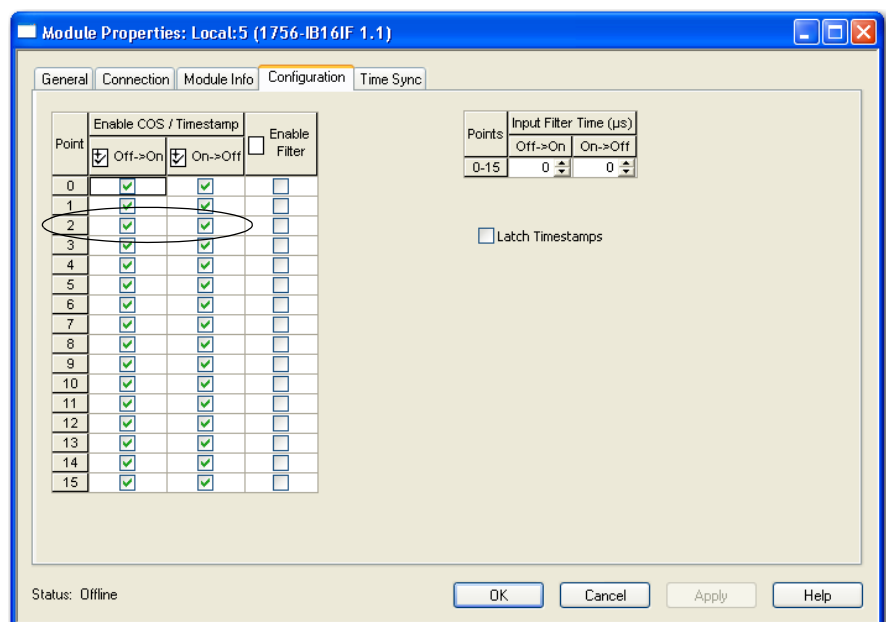 Module Properties: Local:5 (1756-IB16IF 1.1)
General Connection Module Info Configuration Time Sync
Enable COS / Timestamp
Point Off->On On->Off Enable Filter
0
1
2
3
4
5
6
7
8
9
10
11
12
13
14
15
Points Input Filter Time (µs)
Off->On On->Off
0-15 0 0
Latch Timestamps
Status: Offline
OK Cancel Apply Help